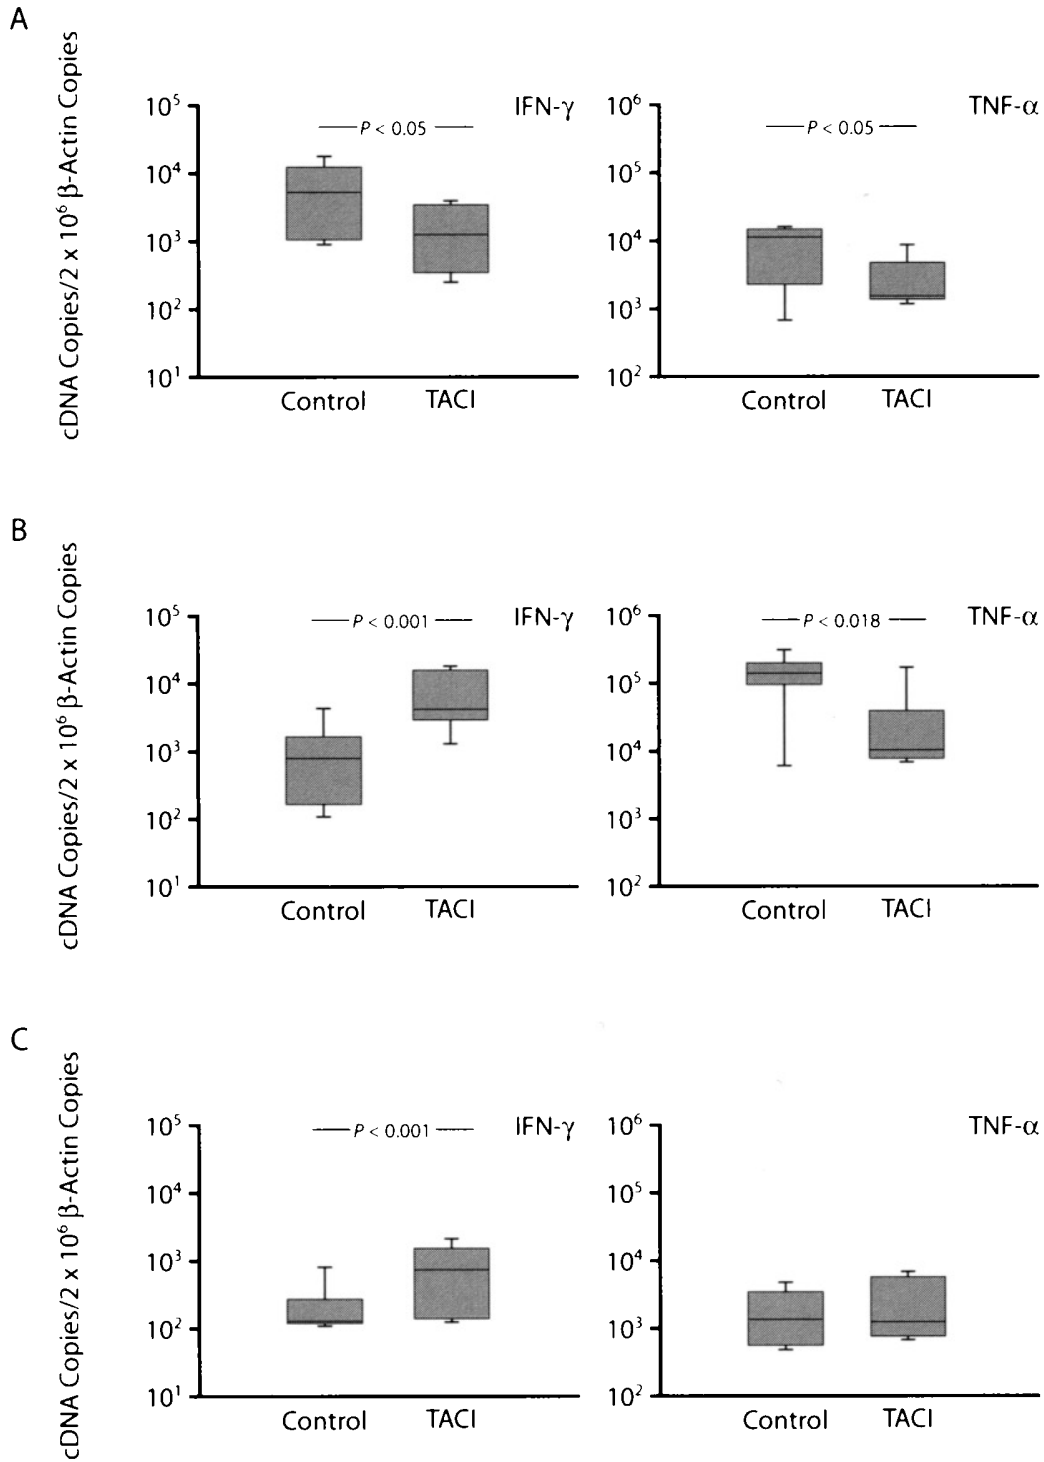 A
cDNA Copies/2 x 10⁶ β-Actin Copies
IFN-γ
P < 0.05
10⁵
10⁴
10³
10²
10¹
Control
TACI
TNF-α
P < 0.05
10⁶
10⁵
10⁴
10³
10²
Control
TACI
B
cDNA Copies/2 x 10⁶ β-Actin Copies
IFN-γ
P < 0.001
10⁵
10⁴
10³
10²
10¹
Control
TACI
TNF-α
P < 0.018
10⁶
10⁵
10⁴
10³
10²
Control
TACI
C
cDNA Copies/2 x 10⁶ β-Actin Copies
IFN-γ
P < 0.001
10⁵
10⁴
10³
10²
10¹
Control
TACI
TNF-α
10⁶
10⁵
10⁴
10³
10²
Control
TACI